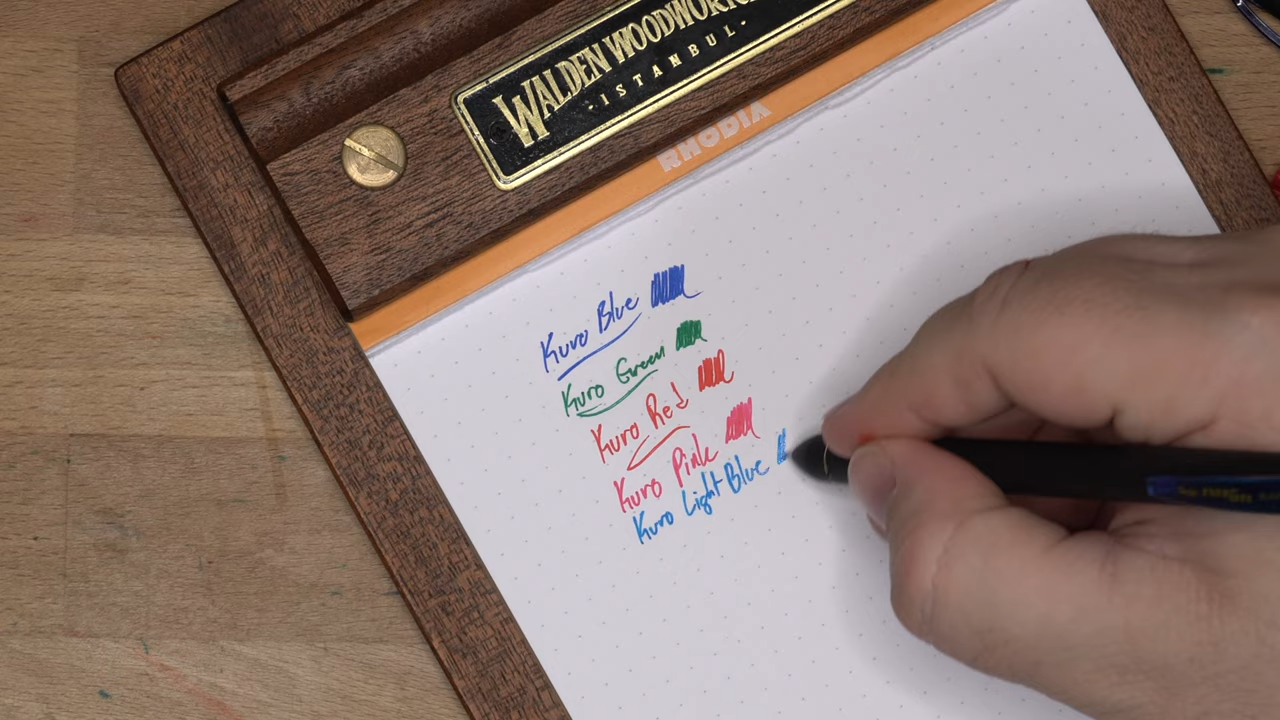 WALDEN WOODWORK
·ISTANBUL·
RHODIA
Kuro Blue
Kuro Green
Kuro Red
Kuro Pink
Kuro Light Blue